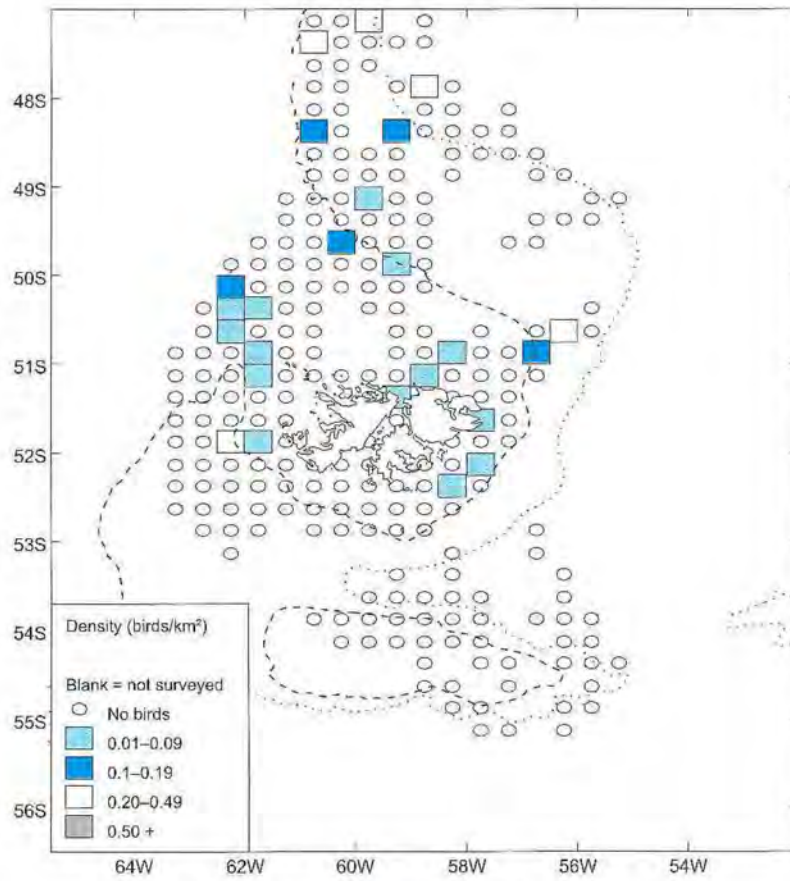 48S
49S
50S
51S
52S
53S
54S
55S
56S
Density (birds/km²)
Blank = not surveyed
No birds
0.01–0.09
0.1–0.19
0.20–0.49
0.50 +
64W 62W 60W 58W 56W 54W